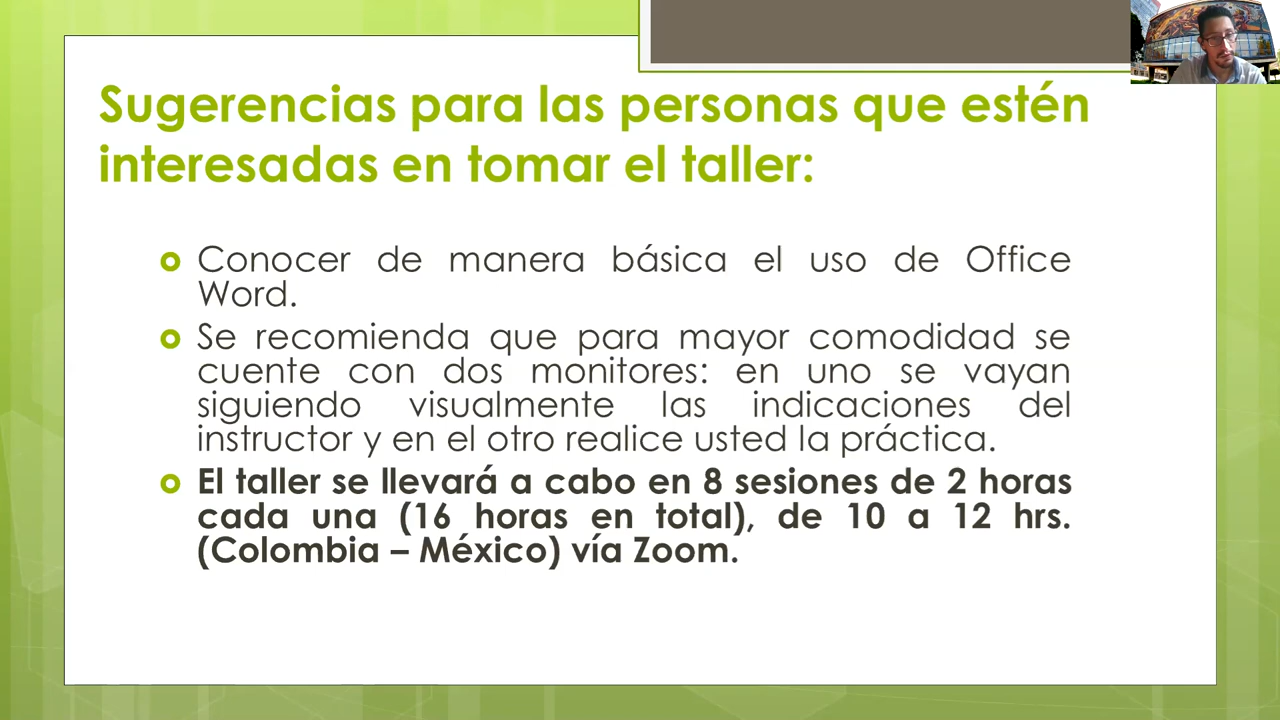 Sugerencias para las personas que estén
interesadas en tomar el taller:
Conocer de manera básica el uso de Office
Word.
Se recomienda que para mayor comodidad se
cuente con dos monitores: en uno se vayan
siguiendo visualmente las indicaciones del
instructor y en el otro realice usted la práctica.
El taller se llevará a cabo en 8 sesiones de 2 horas
cada una (16 horas en total), de 10 a 12 hrs.
(Colombia – México) vía Zoom.